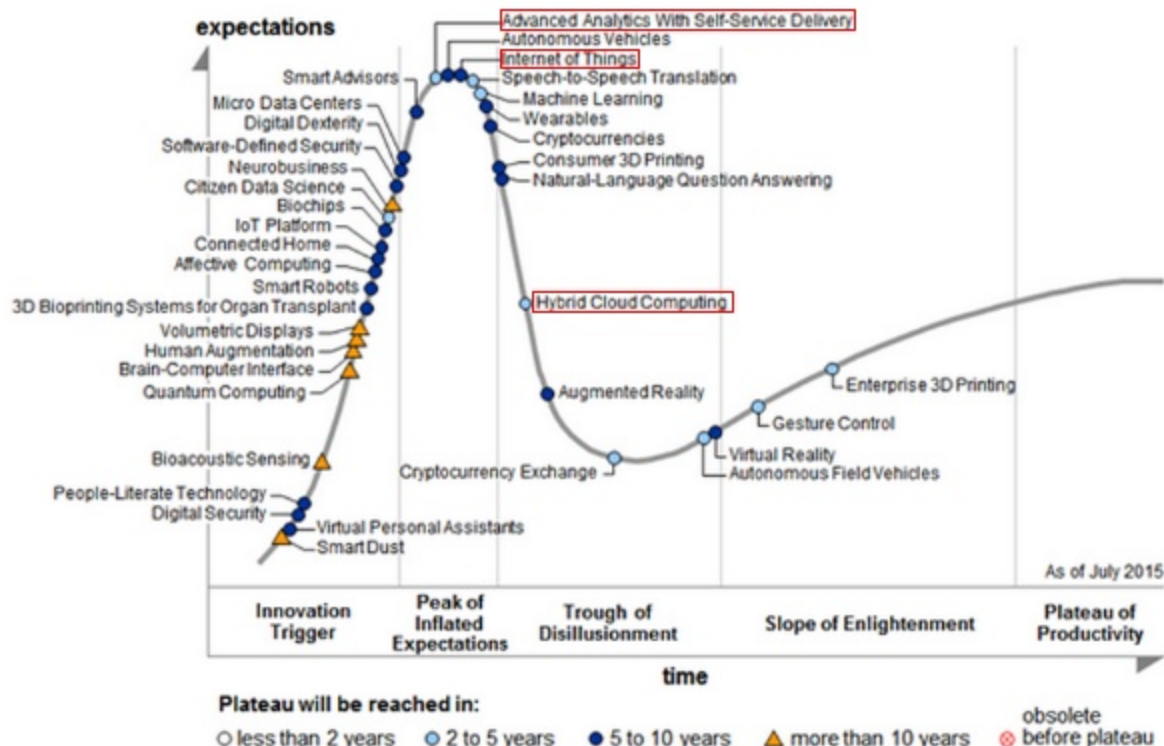 expectations
Advanced Analytics With Self-Service Delivery
Autonomous Vehicles
Internet of Things
Speech-to-Speech Translation
Machine Learning
Wearables
Cryptocurrencies
Consumer 3D Printing
Natural-Language Question Answering
Smart Advisors
Micro Data Centers
Digital Dexterity
Software-Defined Security
Neurobusiness
Citizen Data Science
Biochips
IoT Platform
Connected Home
Affective Computing
Smart Robots
3D Bioprinting Systems for Organ Transplant
Volumetric Displays
Human Augmentation
Brain-Computer Interface
Quantum Computing
Bioacoustic Sensing
People-Literate Technology
Digital Security
Virtual Personal Assistants
Smart Dust
Hybrid Cloud Computing
Augmented Reality
Cryptocurrency Exchange
Enterprise 3D Printing
Gesture Control
Virtual Reality
Autonomous Field Vehicles
As of July 2015
Innovation
Trigger
Peak of
Inflated
Expectations
Trough of
Disillusionment
Slope of Enlightenment
Plateau of
Productivity
time
Plateau will be reached in:
less than 2 years
2 to 5 years
5 to 10 years
more than 10 years
obsolete
before plateau